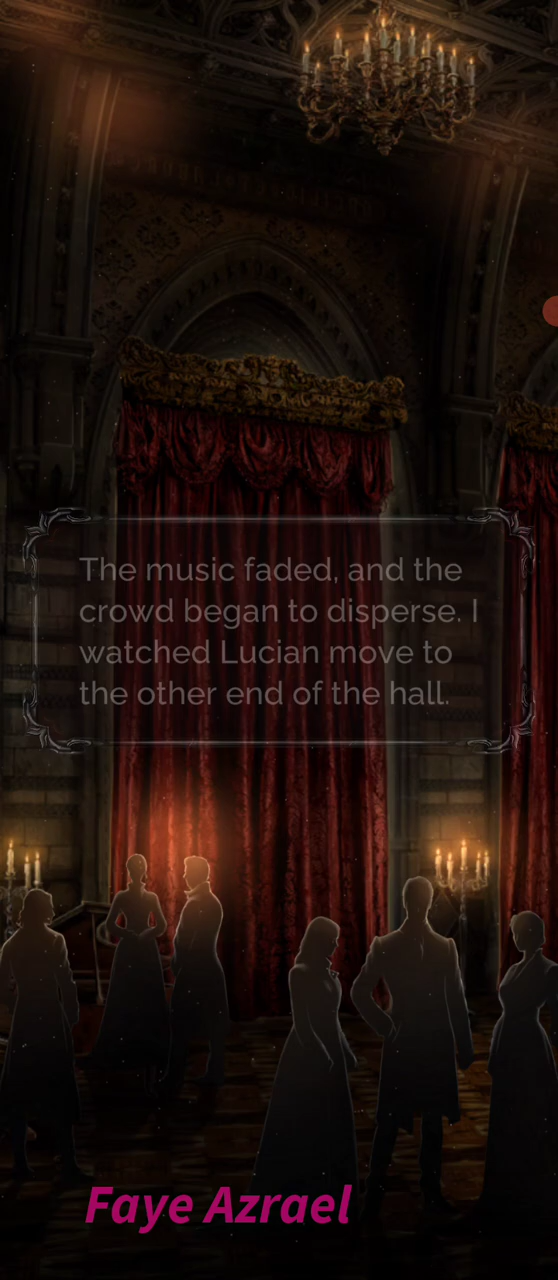 The music faded, and the
crowd began to disperse. I
watched Lucian move to
the other end of the hall.
Faye Azrael